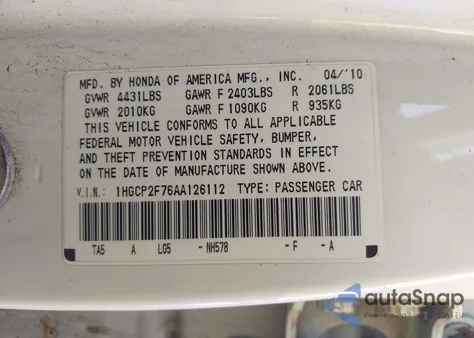 MFD. BY HONDA OF AMERICA MFG., INC. 04/'10
GVWR 4431LBS GAWR F 2403LBS R 2061LBS
GVWR 2010KG GAWR F 1090KG R 935KG
THIS VEHICLE CONFORMS TO ALL APPLICABLE
FEDERAL MOTOR VEHICLE SAFETY, BUMPER,
AND THEFT PREVENTION STANDARDS IN EFFECT
ON THE DATE OF MANUFACTURE SHOWN ABOVE.
V.I.N.: 1HGCP2F76AA126112 TYPE: PASSENGER CAR
TA5 A LG5 -NH578 -F -A
autoSnap